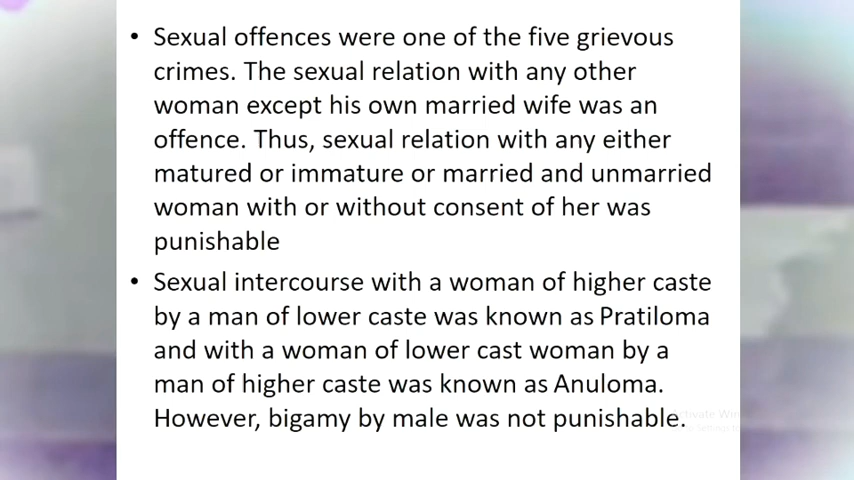 • Sexual offences were one of the five grievous
crimes. The sexual relation with any other
woman except his own married wife was an
offence. Thus, sexual relation with any either
matured or immature or married and unmarried
woman with or without consent of her was
punishable
• Sexual intercourse with a woman of higher caste
by a man of lower caste was known as Pratiloma
and with a woman of lower cast woman by a
man of higher caste was known as Anuloma.
However, bigamy by male was not punishable.